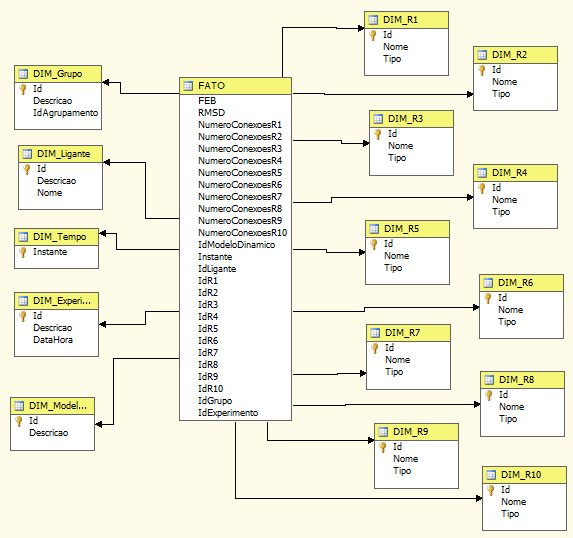 DIM_Grupo
Id
Descricao
IdAgrupamento
DIM_Ligante
Id
Descricao
Nome
DIM_Tempo
Instante
DIM_Experi...
Id
Descricao
DataHora
DIM_Model...
Id
Descricao
FATO
FEB
RMSD
NumeroConexoesR1
NumeroConexoesR2
NumeroConexoesR3
NumeroConexoesR4
NumeroConexoesR5
NumeroConexoesR6
NumeroConexoesR7
NumeroConexoesR8
NumeroConexoesR9
NumeroConexoesR10
IdModeloDinamico
Instante
IdLigante
IdR1
IdR2
IdR3
IdR4
IdR5
IdR6
IdR7
IdR8
IdR9
IdR10
IdGrupo
IdExperimento
DIM_R1
Id
Nome
Tipo
DIM_R2
Id
Nome
Tipo
DIM_R3
Id
Nome
Tipo
DIM_R4
Id
Nome
Tipo
DIM_R5
Id
Nome
Tipo
DIM_R6
Id
Nome
Tipo
DIM_R7
Id
Nome
Tipo
DIM_R8
Id
Nome
Tipo
DIM_R9
Id
Nome
Tipo
DIM_R10
Id
Nome
Tipo